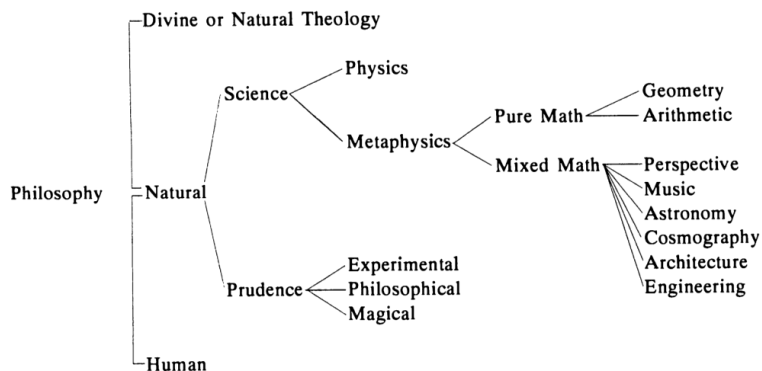 Divine or Natural Theology
Physics
Science
Geometry
Pure Math
Arithmetic
Metaphysics
Mixed Math
Perspective
Philosophy
Natural
Music
Astronomy
Cosmography
Experimental
Architecture
Prudence
Philosophical
Engineering
Magical
Human